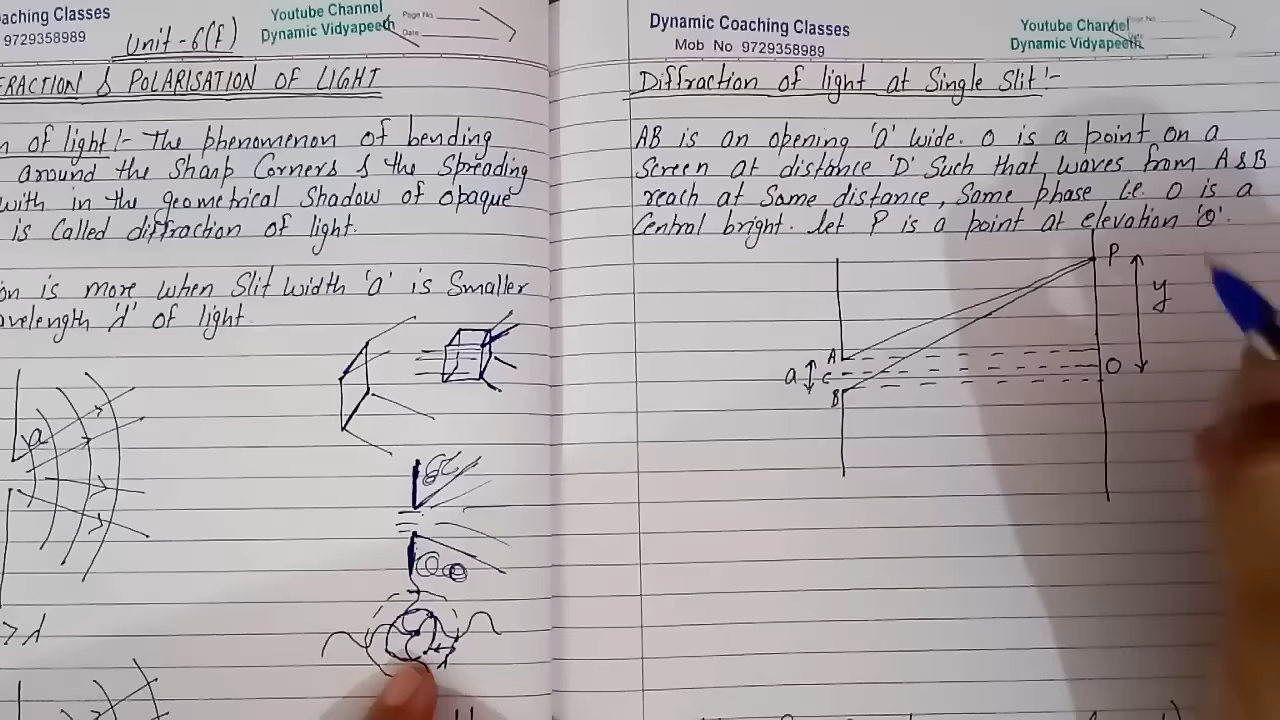 aching Classes
9729358989
Unit-6(f)
Youtube Channel
Dynamic Vidyapeeth
Page No.
Date
RACTION & POLARISATION OF LIGHT
n of light:- The phenomenon of bending
around the Sharp Corners & the Spreading
with in the geometrical Shadow of opaque
is Called diffraction of light.
on is more when Slit width 'a' is Smaller
avelength 'λ' of light.
a
> λ
Dynamic Coaching Classes
Mob No 9729358989
Youtube Channel
Dynamic Vidyapeeth
Diffraction of light at Single Slit:-
AB is an opening 'a' wide. O is a point on a
Screen at distance 'D' Such that waves from A & B
reach at Same distance, Same phase i.e. O is a
Central bright. Let P is a point at elevation 'θ'.
P
y
A
a
C
O
B